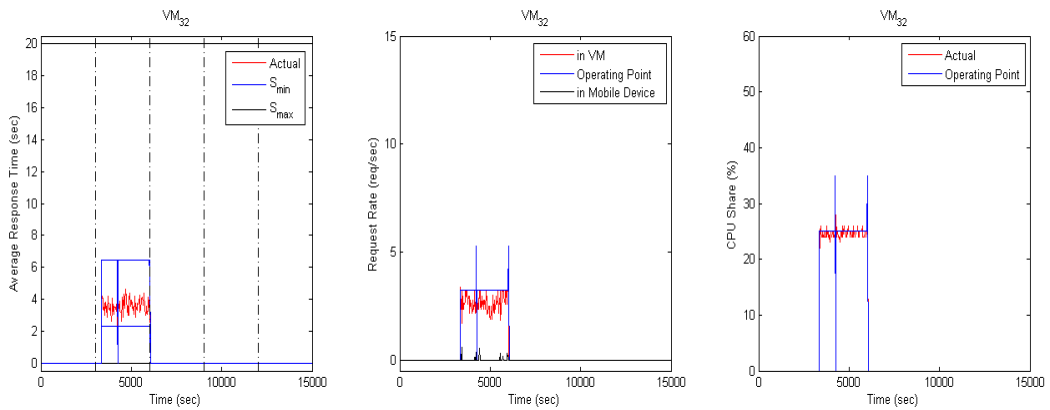 VM32
20
18
16
14
12
10
8
6
4
2
0
Average Response Time (sec)
Actual
Smin
Smax
0 5000 10000 15000
Time (sec)
VM32
15
10
5
0
Request Rate (req/sec)
in VM
Operating Point
in Mobile Device
0 5000 10000 15000
Time (sec)
VM32
60
50
40
30
20
10
0
CPU Share (%)
Actual
Operating Point
0 5000 10000 15000
Time (sec)